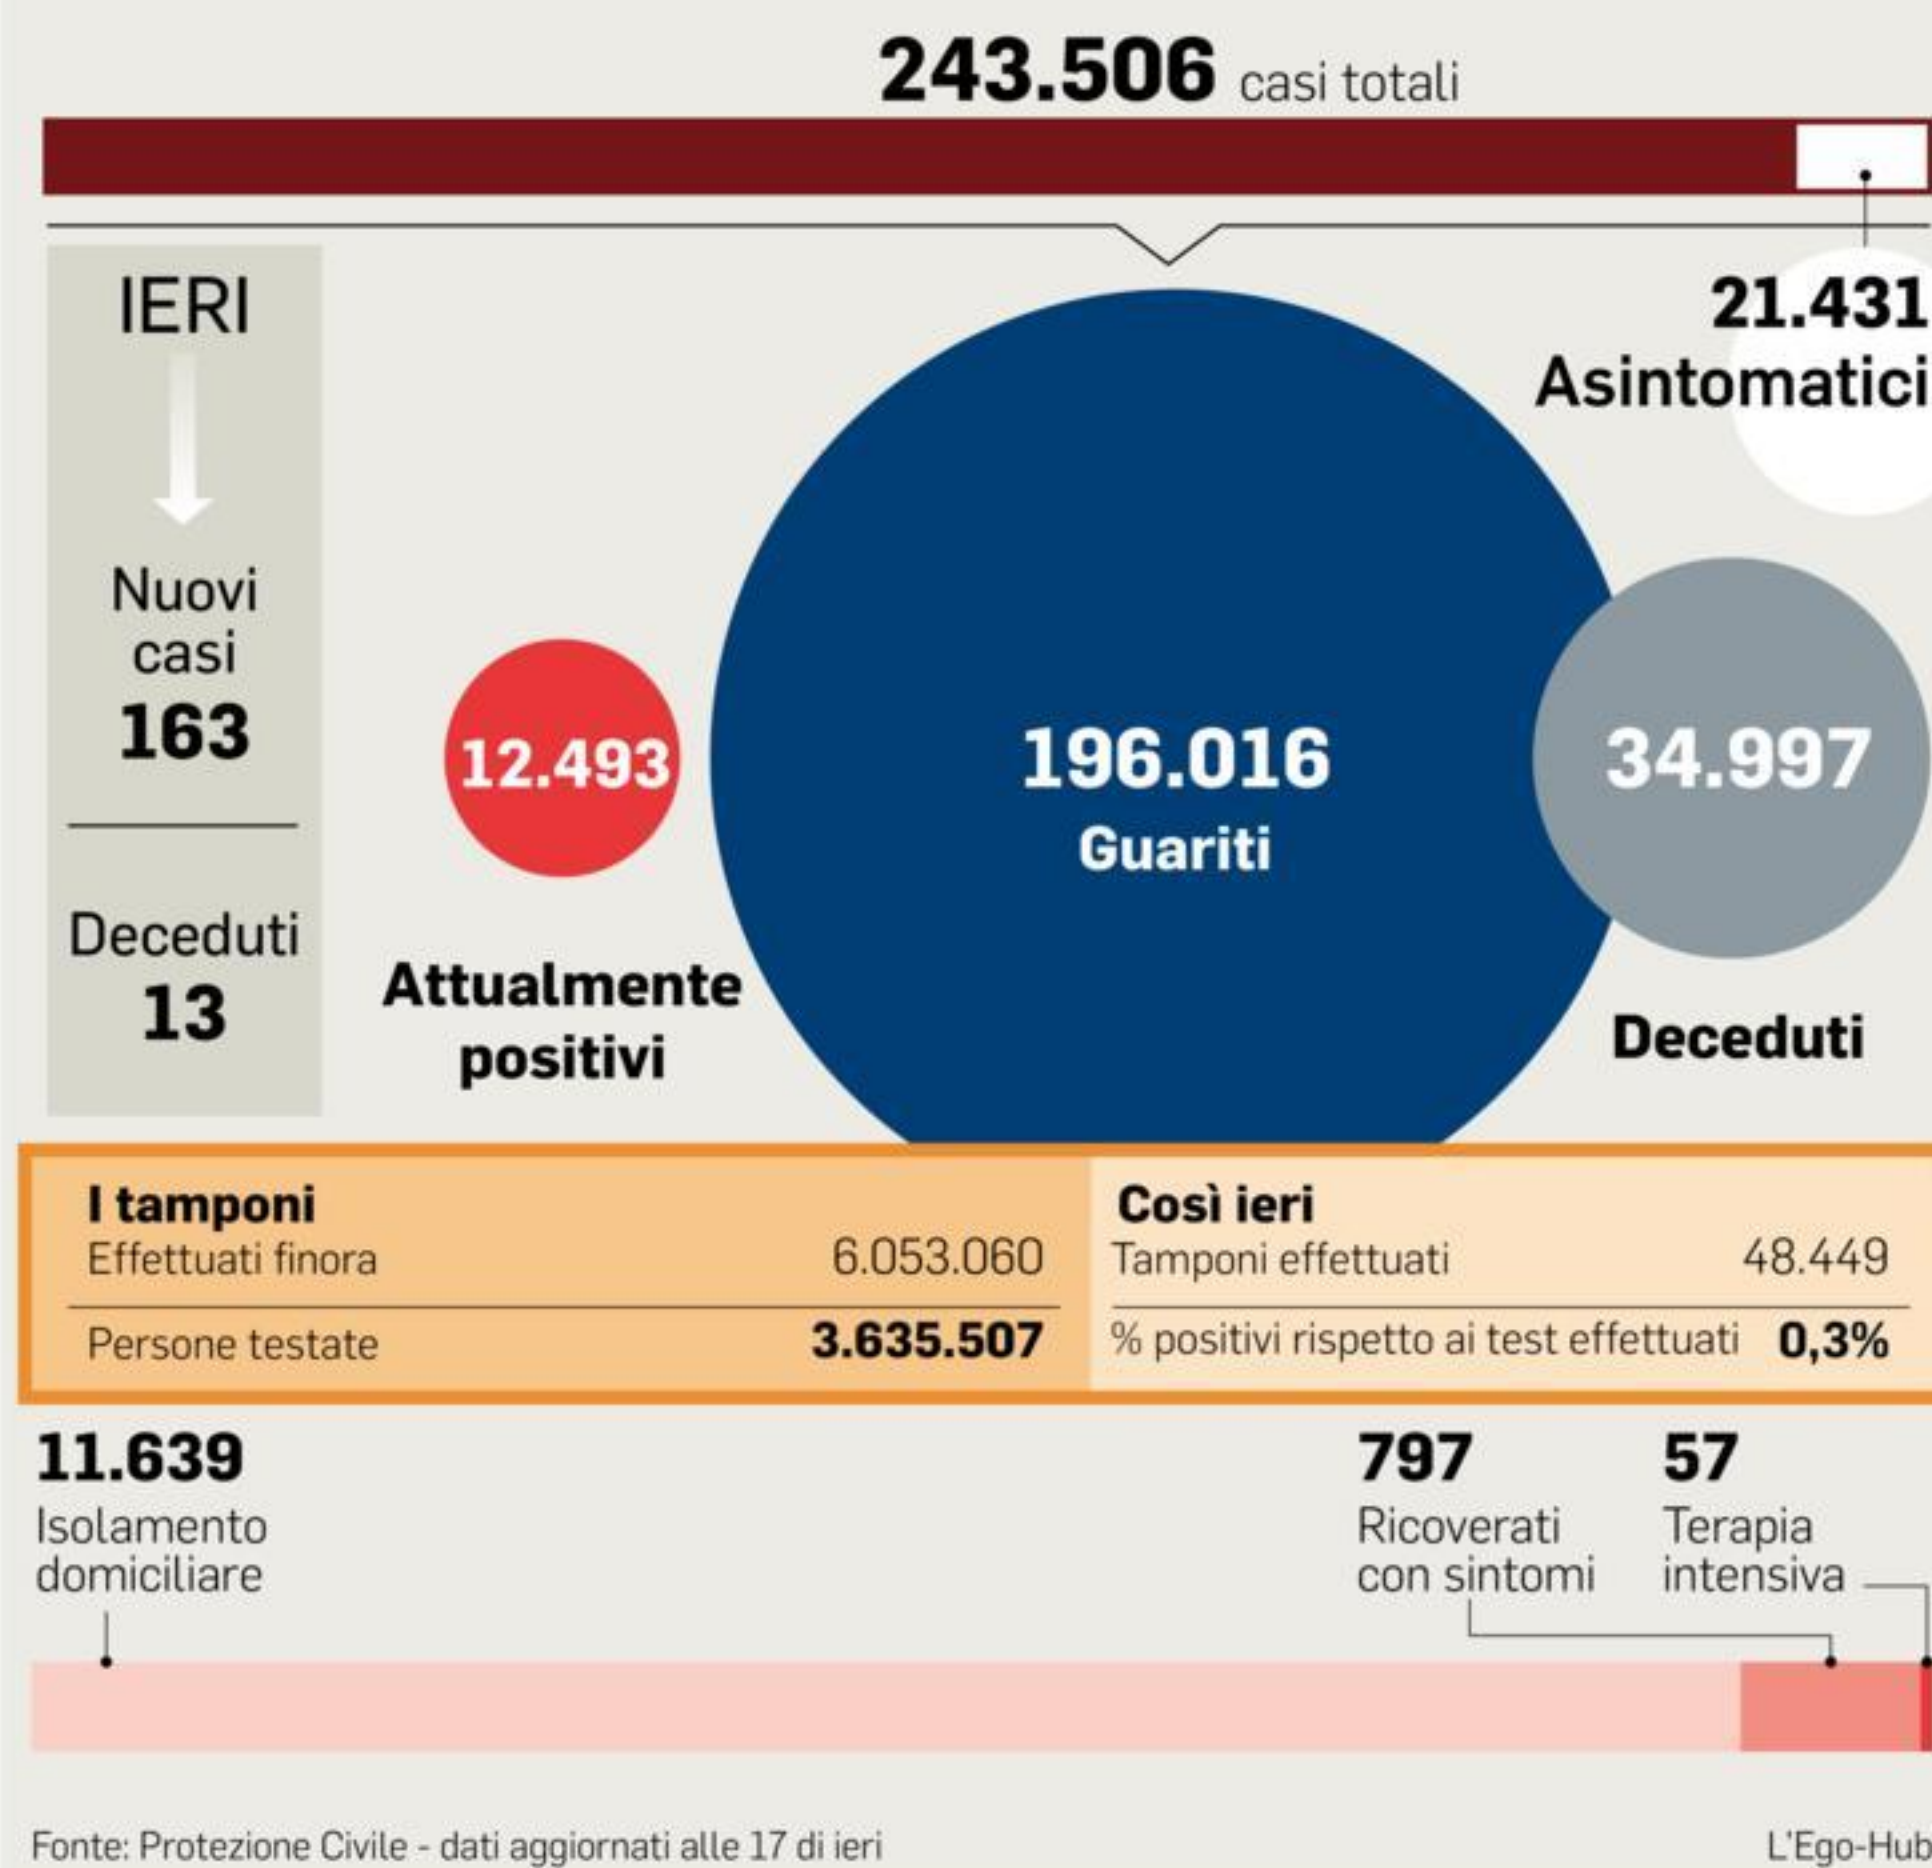 243.506 casi totali
IERI
Nuovi
casi
163
Deceduti
13
21.431
Asintomatici
12.493
Attualmente
positivi
196.016
Guariti
34.997
Deceduti
I tamponi
Effettuati finora 6.053.060
Persone testate 3.635.507
Così ieri
Tamponi effettuati 48.449
% positivi rispetto ai test effettuati 0,3%
11.639
Isolamento
domiciliare
797
Ricoverati
con sintomi
57
Terapia
intensiva
Fonte: Protezione Civile - dati aggiornati alle 17 di ieri
L'Ego-Hub